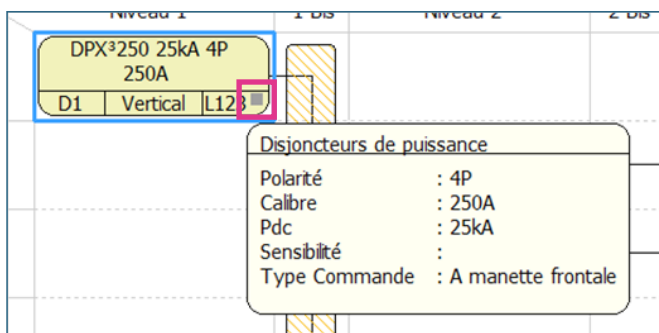 Niveau 1
1 Bis
Niveau 2
2 Bis
DPX³250 25kA 4P
250A
D1
Vertical
L123
Disjoncteurs de puissance
Polarité : 4P
Calibre : 250A
Pdc : 25kA
Sensibilité :
Type Commande : A manette frontale